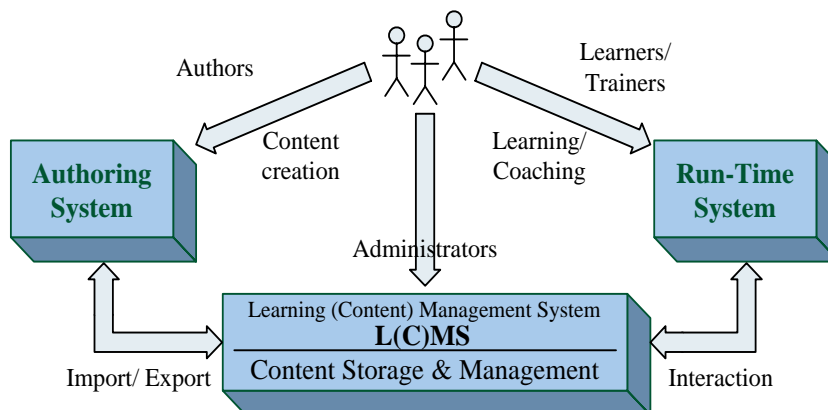 Authors
Learners/
Trainers
Content
creation
Learning/
Coaching
Authoring
System
Run-Time
System
Administrators
Learning (Content) Management System
L(C)MS
Content Storage & Management
Import/ Export
Interaction